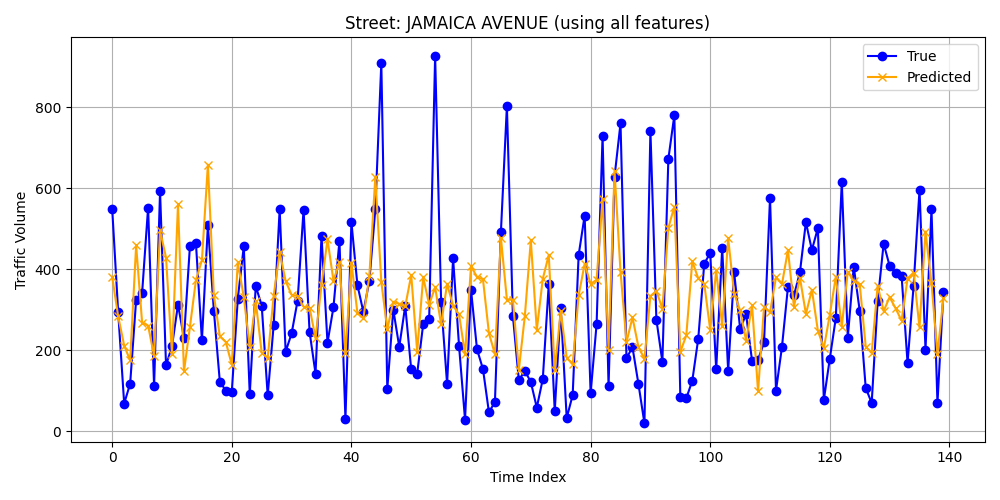 Street: JAMAICA AVENUE (using all features)
True
Predicted
Traffic Volume
800
600
400
200
0
0 20 40 60 80 100 120 140
Time Index